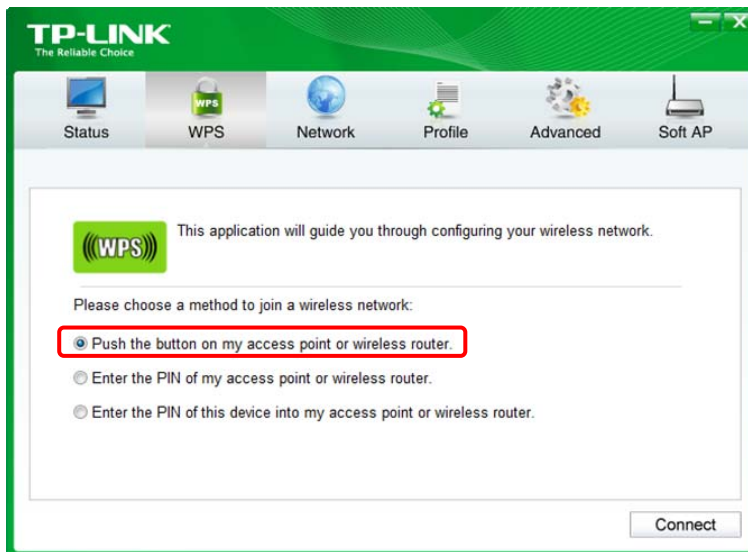 TP-LINK
The Reliable Choice
Status WPS Network Profile Advanced Soft AP
WPS
This application will guide you through configuring your wireless network.
WPS
Please choose a method to join a wireless network:
Push the button on my access point or wireless router.
Enter the PIN of my access point or wireless router.
Enter the PIN of this device into my access point or wireless router.
Connect